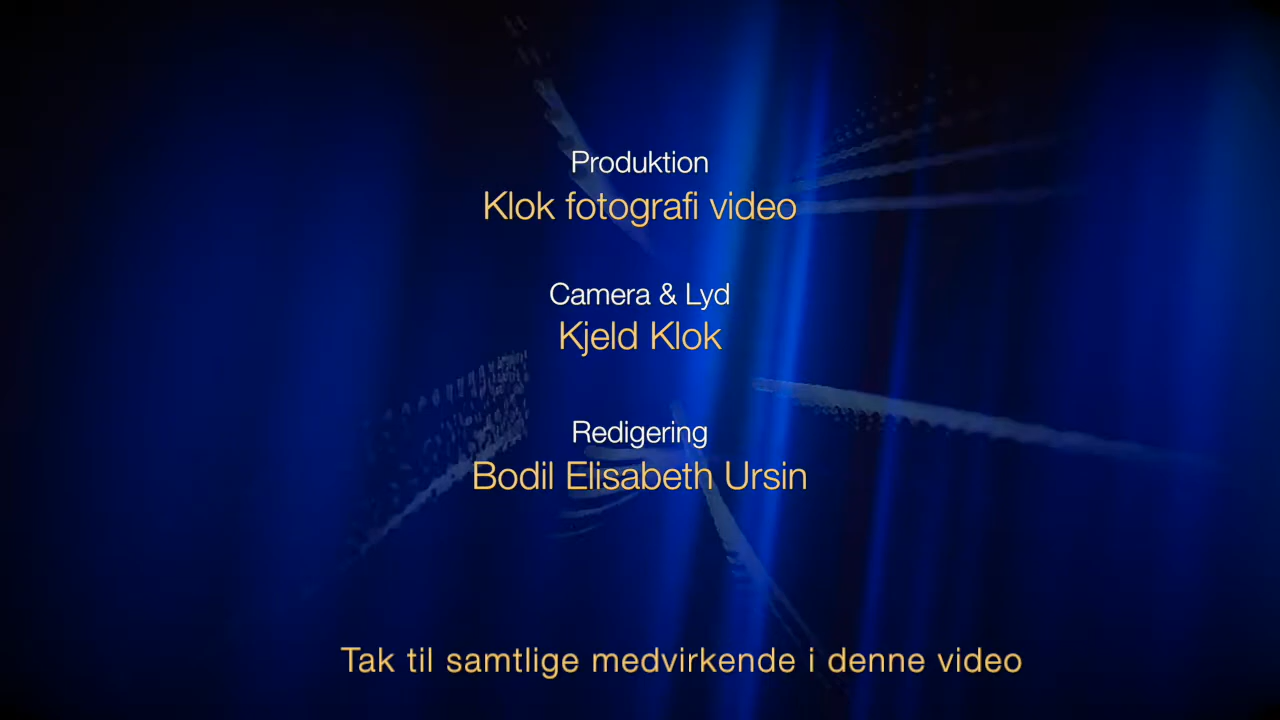 Produktion
Klok fotografi video
Camera & Lyd
Kjeld Klok
Redigering
Bodil Elisabeth Ursin
Tak til samtlige medvirkende i denne video